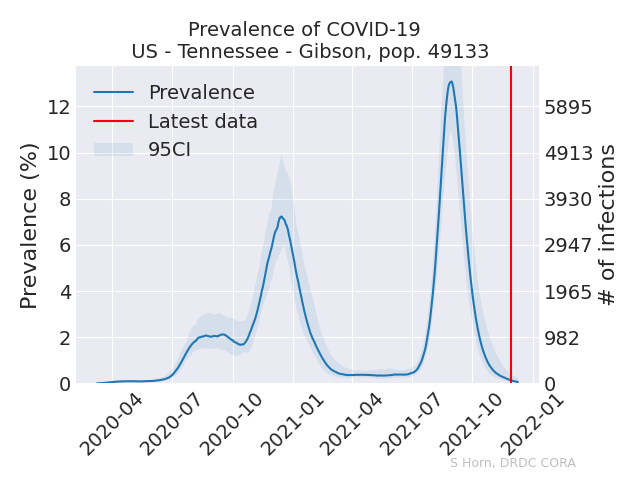 Prevalence of COVID-19
US - Tennessee - Gibson, pop. 49133
Prevalence
Latest data
95CI
Prevalence (%)
12
10
8
6
4
2
0
5895
4913
3930
2947
1965
982
0
# of infections
2020-04
2020-07
2020-10
2021-01
2021-04
2021-07
2021-10
2022-01
S Horn, DRDC CORA